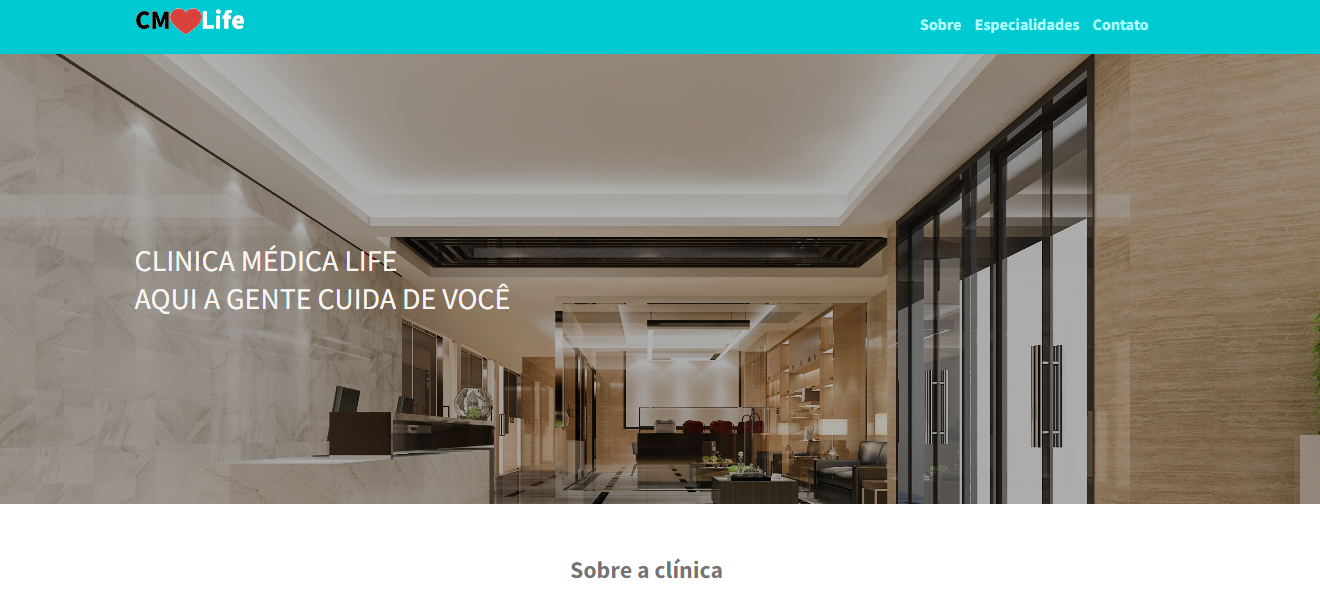 CM Life
Sobre Especialidades Contato
CLINICA MÉDICA LIFE
AQUI A GENTE CUIDA DE VOCÊ
Sobre a clínica